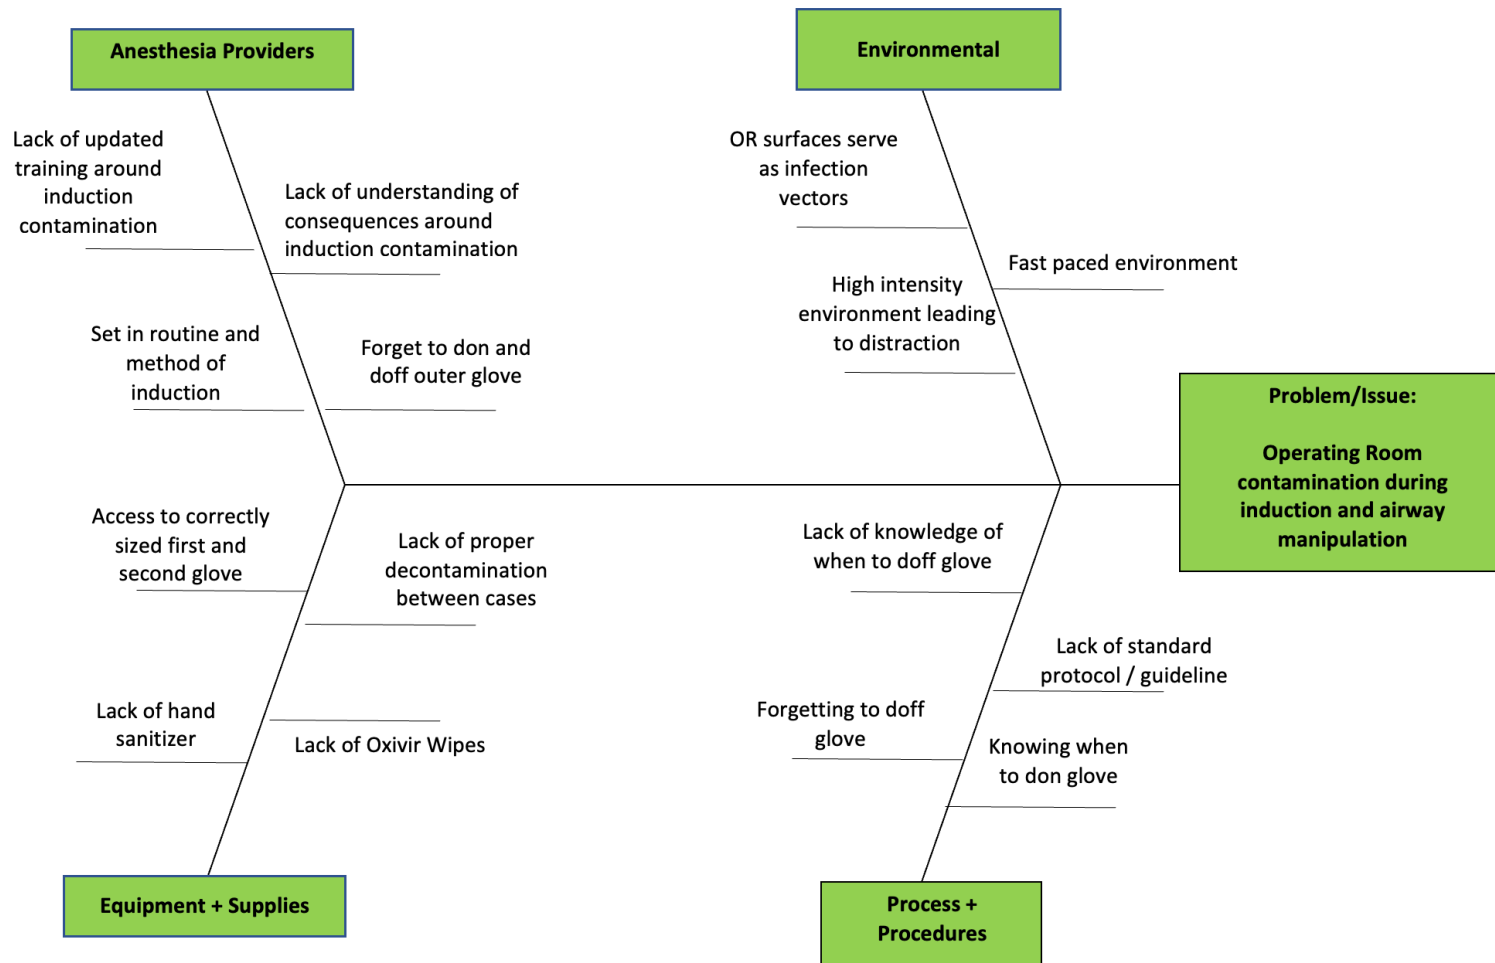 Anesthesia Providers
Environmental
Lack of updated
training around
induction
contamination
Lack of understanding of
consequences around
induction contamination
Set in routine and
method of
induction
Forget to don and
doff outer glove
OR surfaces serve
as infection
vectors
Fast paced environment
High intensity
environment leading
to distraction
Problem/Issue:
Operating Room
contamination during
induction and airway
manipulation
Access to correctly
sized first and
second glove
Lack of proper
decontamination
between cases
Lack of hand
sanitizer
Lack of Oxivir Wipes
Lack of knowledge of
when to doff glove
Lack of standard
protocol / guideline
Forgetting to doff
glove
Knowing when
to don glove
Equipment + Supplies
Process +
Procedures